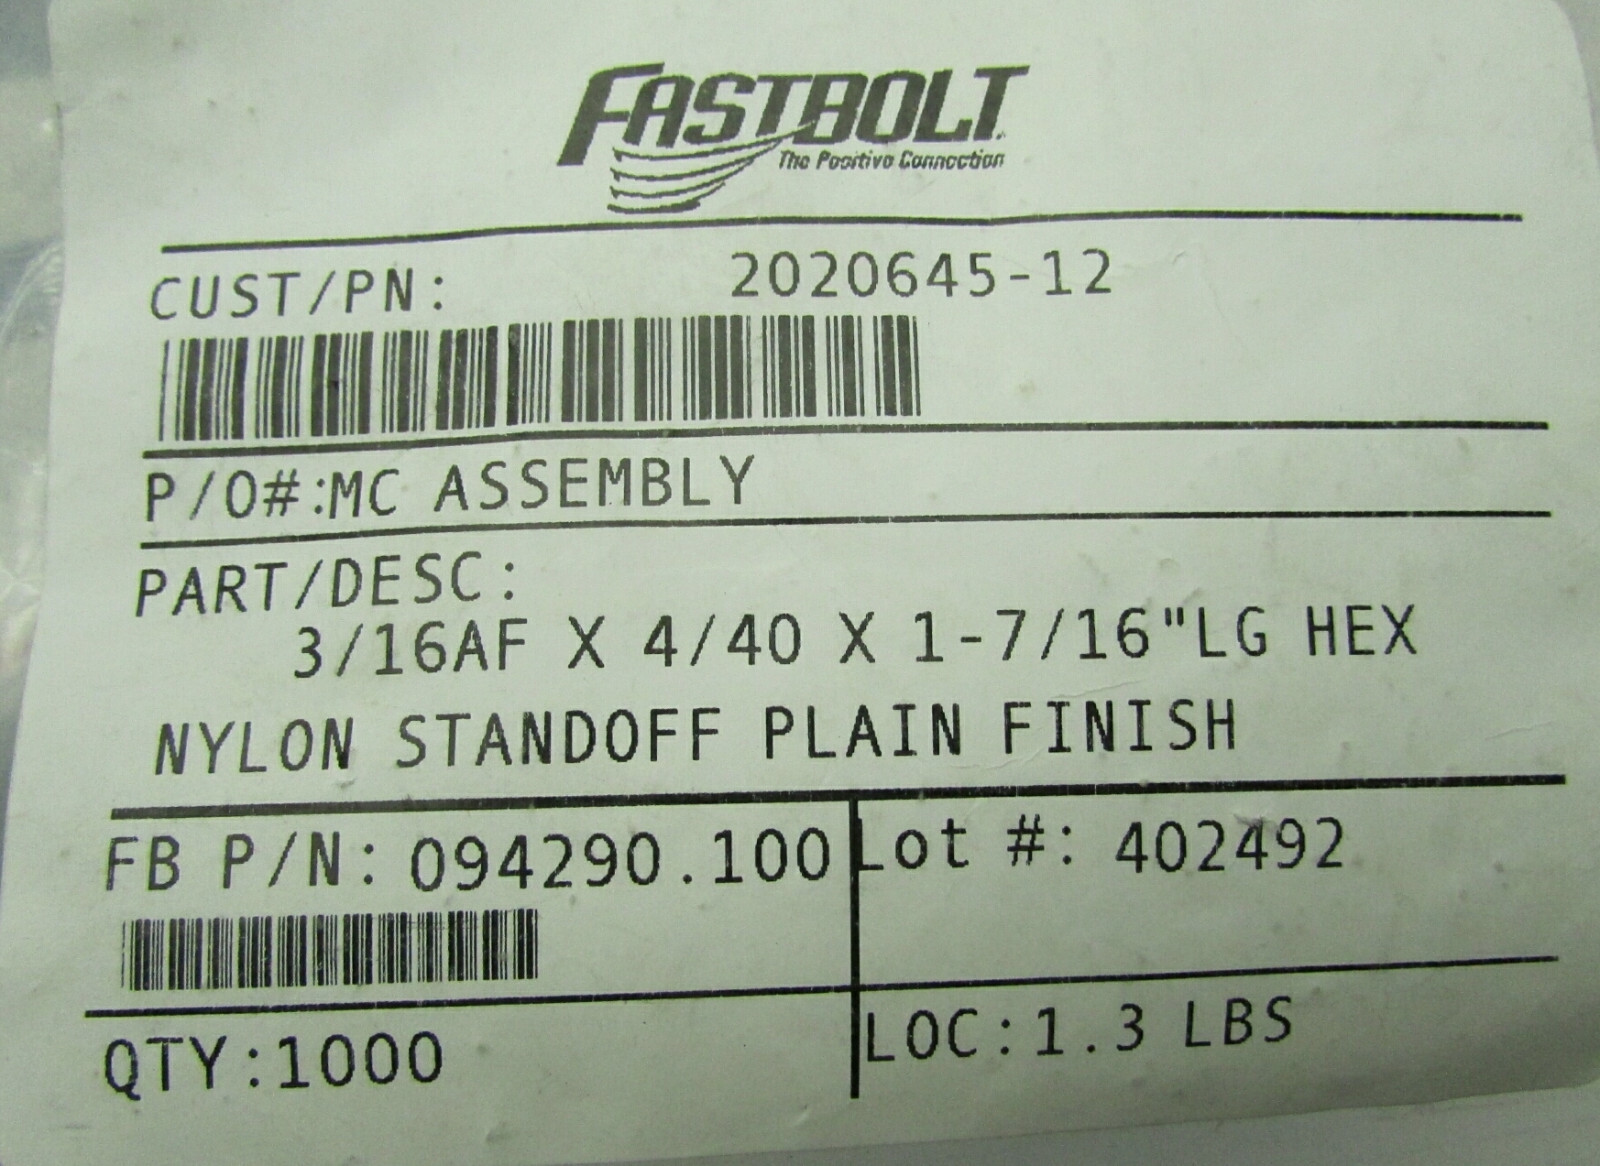 FASTBOLT
The Positive Connection
CUST/PN: 2020645-12
P/O#:MC ASSEMBLY
PART/DESC:
3/16AF X 4/40 X 1-7/16"LG HEX
NYLON STANDOFF PLAIN FINISH
FB P/N: 094290.100 Lot #: 402492
QTY:1000 LOC:1.3 LBS